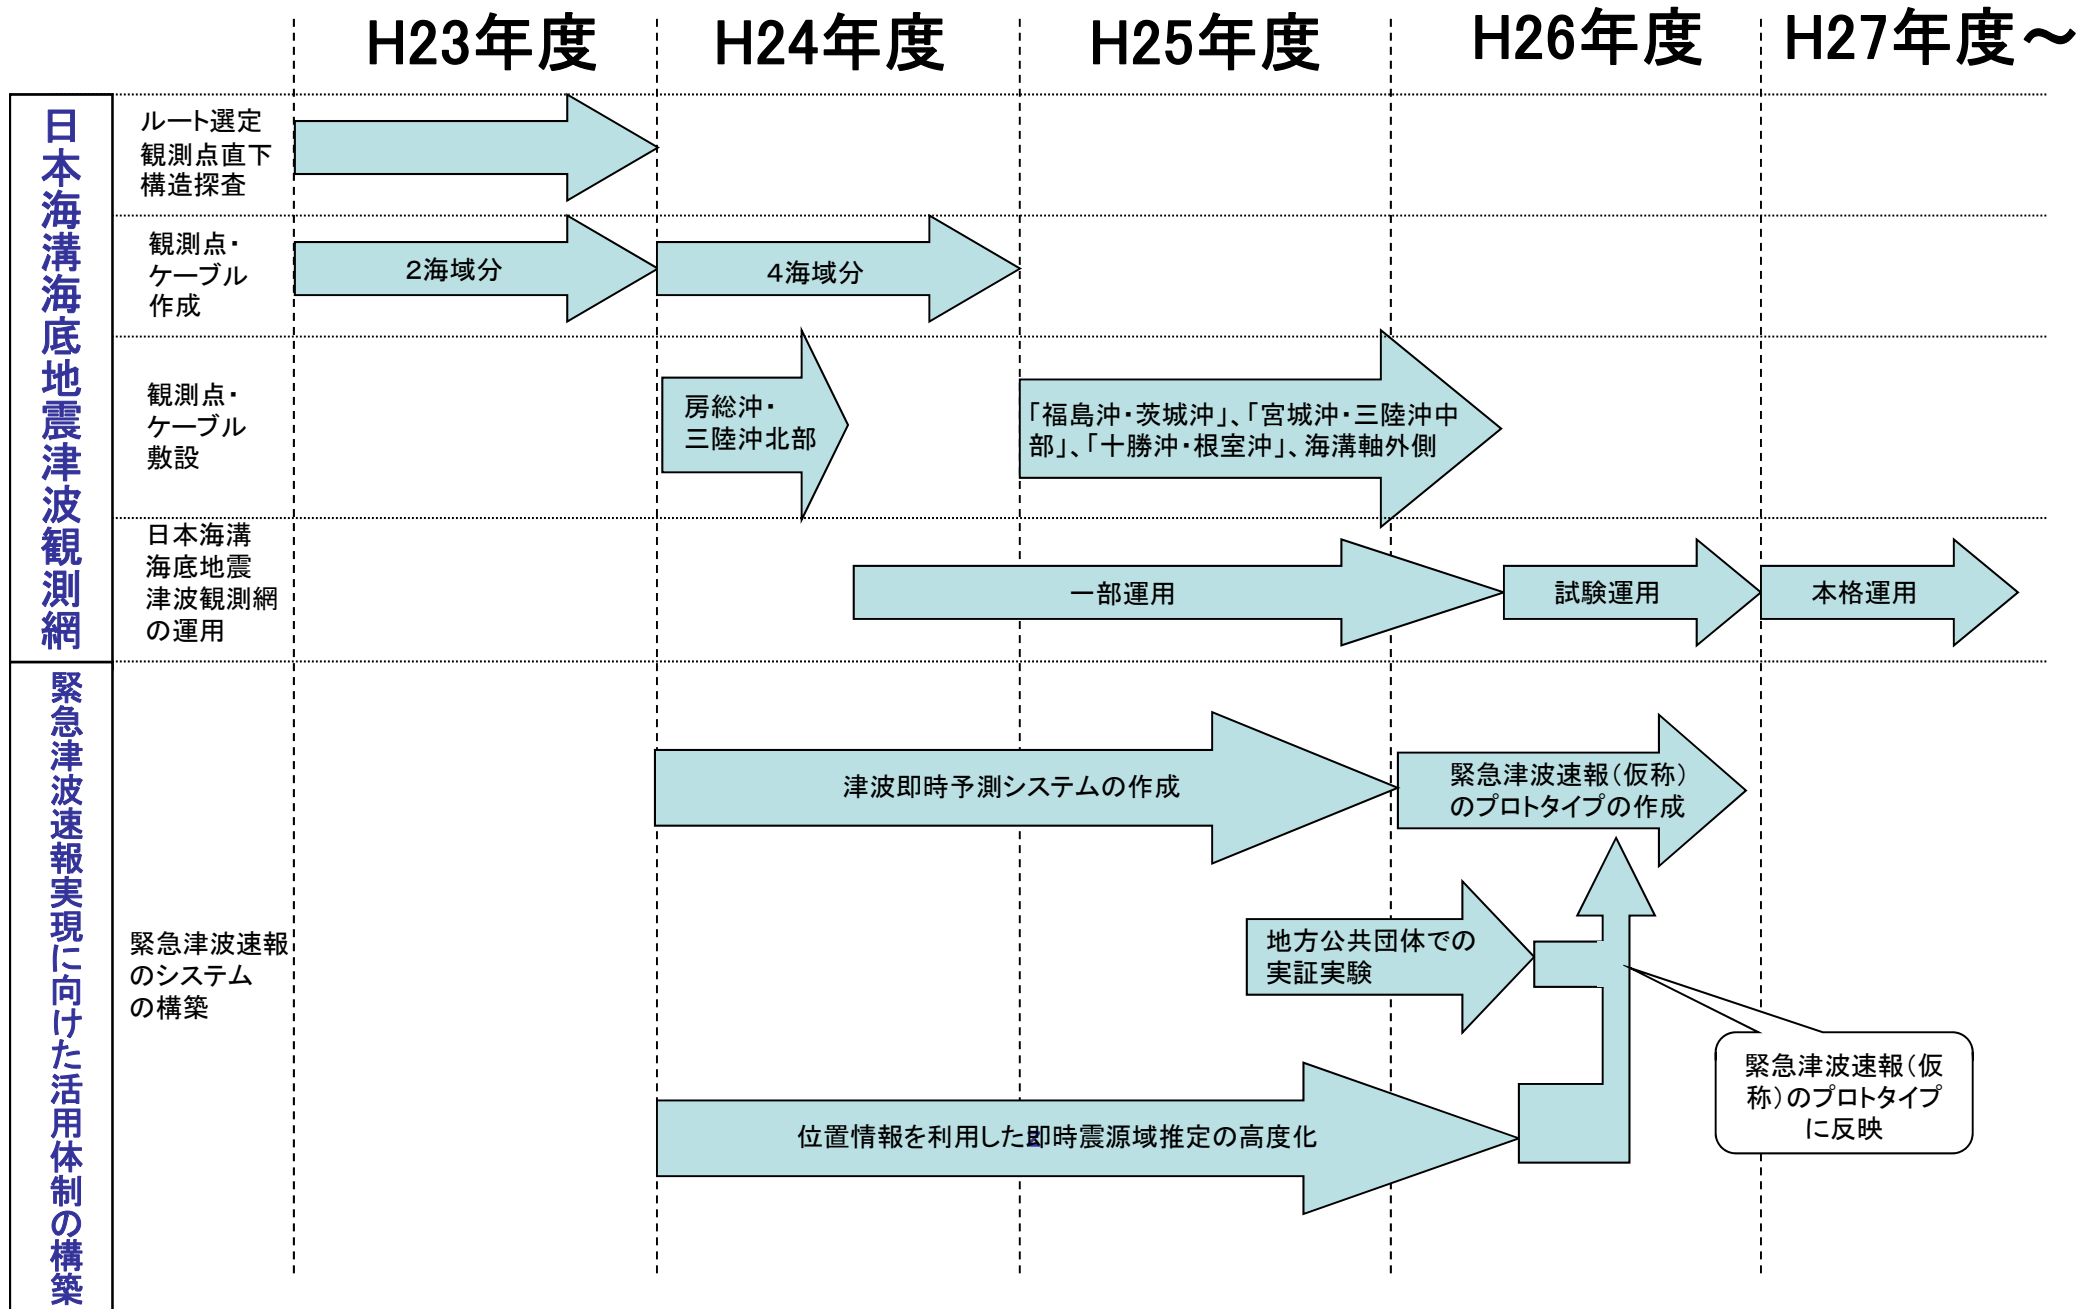 H23年度
H24年度
H25年度
H26年度
H27年度～
日本海溝海底地震津波観測網
ルート選定
観測点直下
構造探査
観測点・
ケーブル
作成
２海域分
４海域分
観測点・
ケーブル
敷設
房総沖・
三陸沖北部
「福島沖・茨城沖」、「宮城沖・三陸沖中
部」、「十勝沖・根室沖」、海溝軸外側
日本海溝
海底地震
津波観測網
の運用
一部運用
試験運用
本格運用
緊急津波速報実現に向けた活用体制の構築
緊急津波速報
のシステム
の構築
津波即時予測システムの作成
緊急津波速報（仮称）
のプロトタイプの作成
地方公共団体での
実証実験
位置情報を利用した即時震源域推定の高度化
緊急津波速報（仮
称）のプロトタイプ
に反映